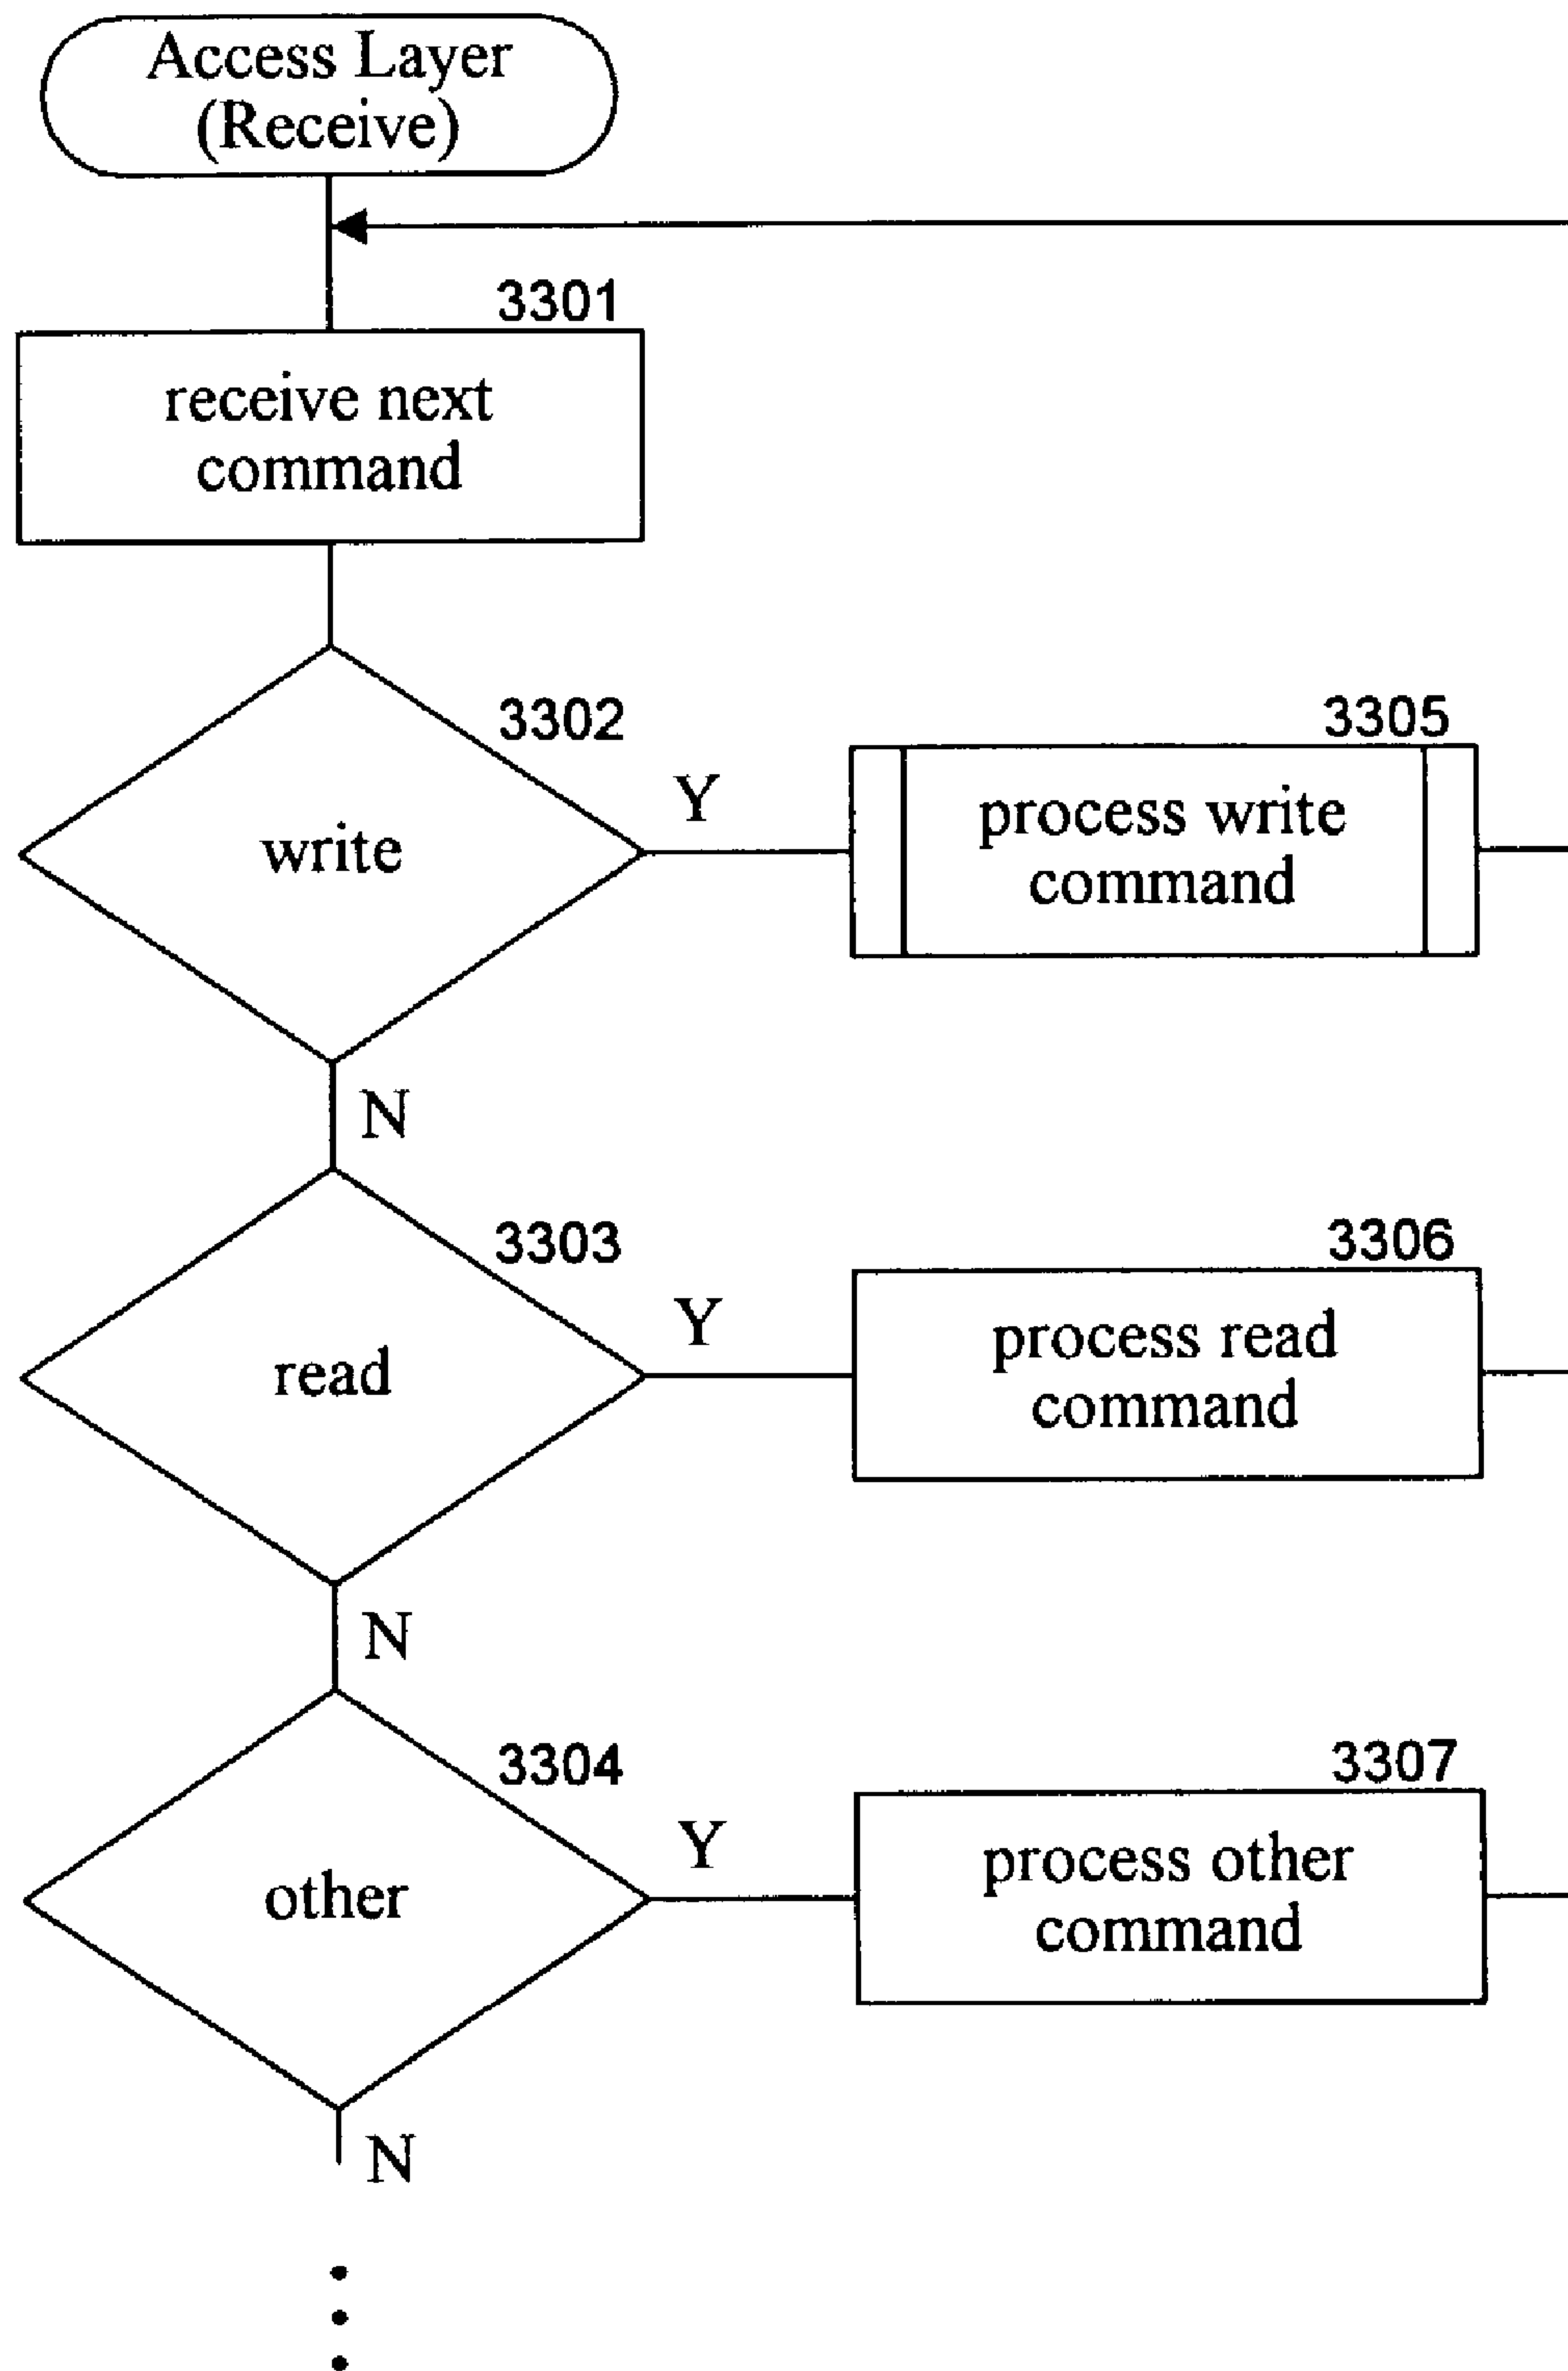 Access Layer
(Receive)
3301
receive next
command
3302
write
Y
3305
process write
command
N
3303
read
Y
3306
process read
command
N
3304
other
Y
3307
process other
command
N